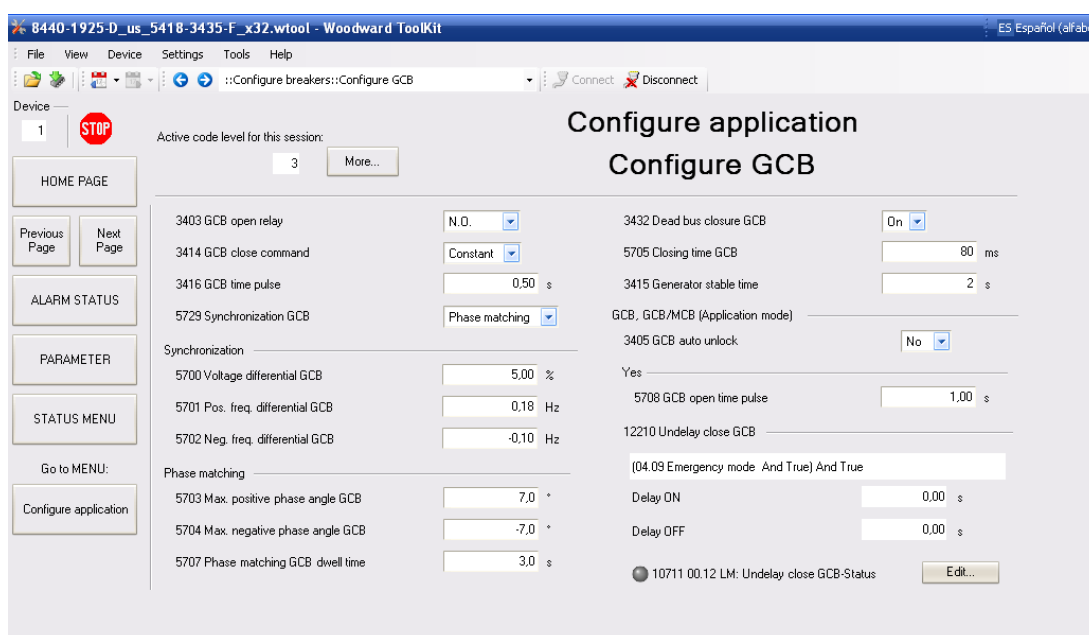 8440-1925-D_us_5418-3435-F_x32.wtool - Woodward ToolKit
ES Español (alfab
File View Device Settings Tools Help
::Configure breakers::Configure GCB
Connect Disconnect
Device
1
STOP
Active code level for this session:
3 More...
Configure application
Configure GCB
HOME PAGE
Previous Page
Next Page
ALARM STATUS
PARAMETER
STATUS MENU
Go to MENU:
Configure application
3403 GCB open relay N.O.
3414 GCB close command Constant
3416 GCB time pulse 0,50 s
5729 Synchronization GCB Phase matching
Synchronization
5700 Voltage differential GCB 5,00 %
5701 Pos. freq. differential GCB 0,18 Hz
5702 Neg. freq. differential GCB -0,10 Hz
Phase matching
5703 Max. positive phase angle GCB 7,0 °
5704 Max. negative phase angle GCB -7,0 °
5707 Phase matching GCB dwell time 3,0 s
3432 Dead bus closure GCB On
5705 Closing time GCB 80 ms
3415 Generator stable time 2 s
GCB, GCB/MCB (Application mode)
3405 GCB auto unlock No
Yes
5708 GCB open time pulse 1,00 s
12210 Undelay close GCB
(04.09 Emergency mode And True) And True
Delay ON 0,00 s
Delay OFF 0,00 s
10711 00.12 LM: Undelay close GCB-Status Edit...